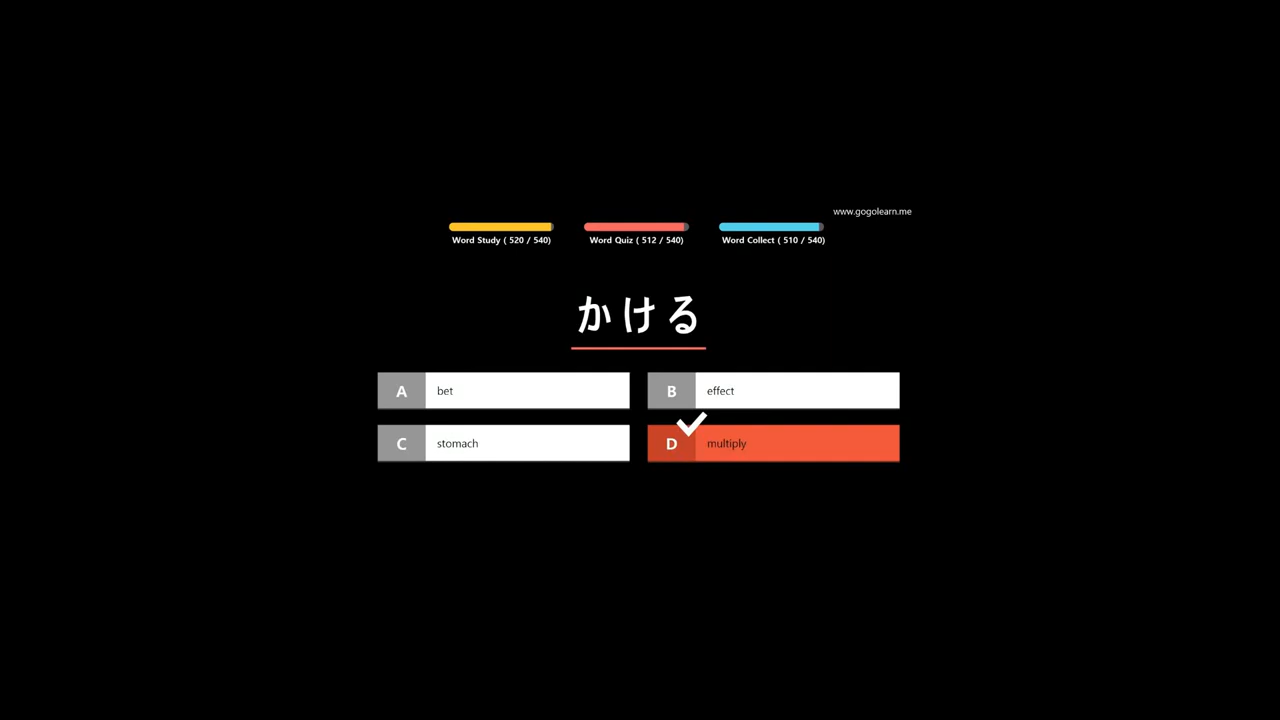 www.gogolearn.me
Word Study ( 520 / 540)
Word Quiz ( 512 / 540)
Word Collect ( 510 / 540)
かける
A bet
B effect
C stomach
D multiply